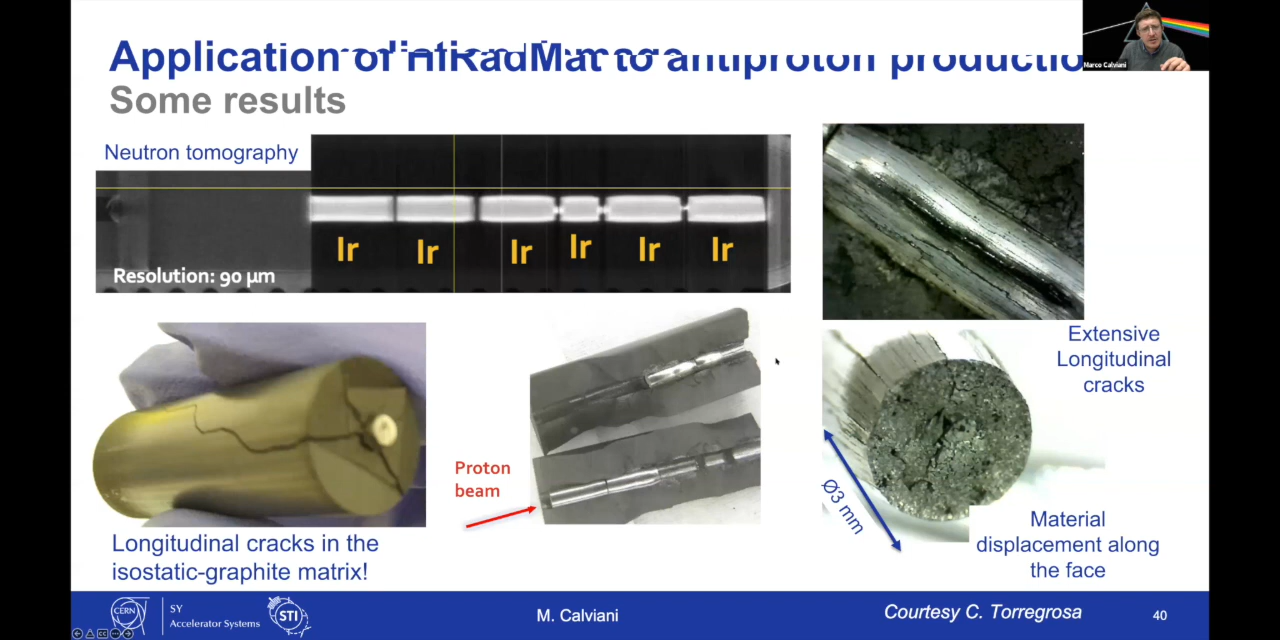 Application of HiRadMat to antiproton
Some results
Marco Calviani
Neutron tomography
Ir
Ir
Ir
Ir
Ir
Ir
Resolution: 90 µm
Extensive
Longitudinal
cracks
Proton
beam
Ø3 mm
Longitudinal cracks in the
isostatic-graphite matrix!
Material
displacement along
the face
CERN
SY
Accelerator Systems
STI
M. Calviani
Courtesy C. Torregrosa
40